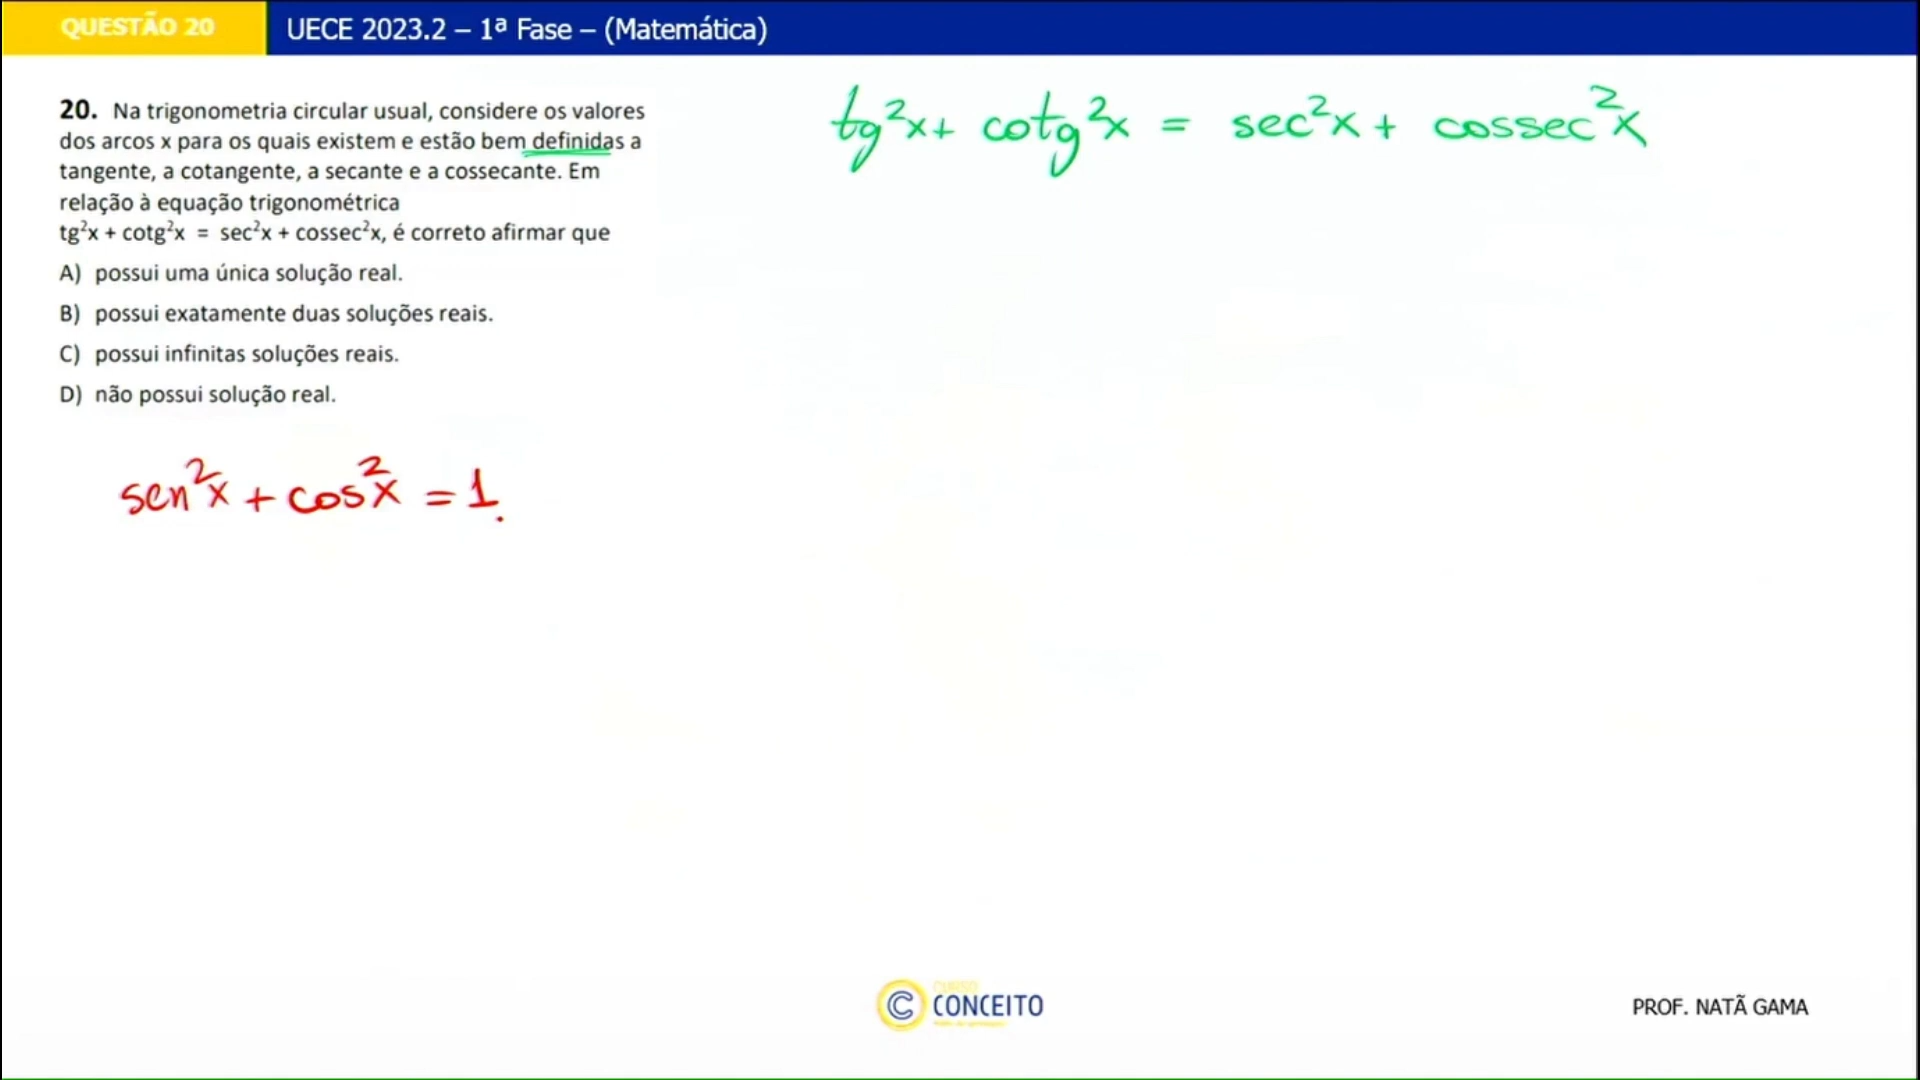 QUESTÃO 20
UECE 2023.2 – 1ª Fase – (Matemática)
20. Na trigonometria circular usual, considere os valores
dos arcos x para os quais existem e estão bem definidas a
tangente, a cotangente, a secante e a cossecante. Em
relação à equação trigonométrica
tg²x + cotg²x = sec²x + cossec²x, é correto afirmar que
A) possui uma única solução real.
B) possui exatamente duas soluções reais.
C) possui infinitas soluções reais.
D) não possui solução real.
tg²x + cotg²x = sec²x + cossec²x
sen²x + cos²x = 1.
CURSO
CONCEITO
PROF. NATÃ GAMA